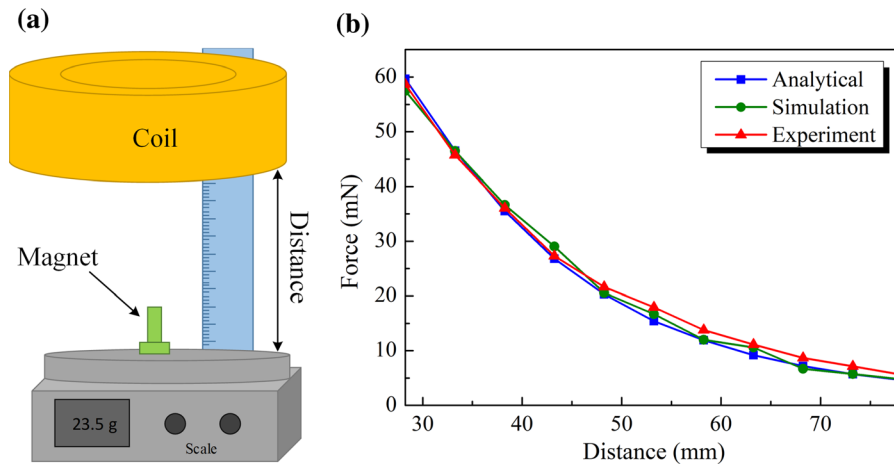 (a)
Coil
Magnet
Distance
23.5 g
Scale
(b)
Analytical
Simulation
Experiment
Force (mN)
60
50
40
30
20
10
0
30 40 50 60 70
Distance (mm)